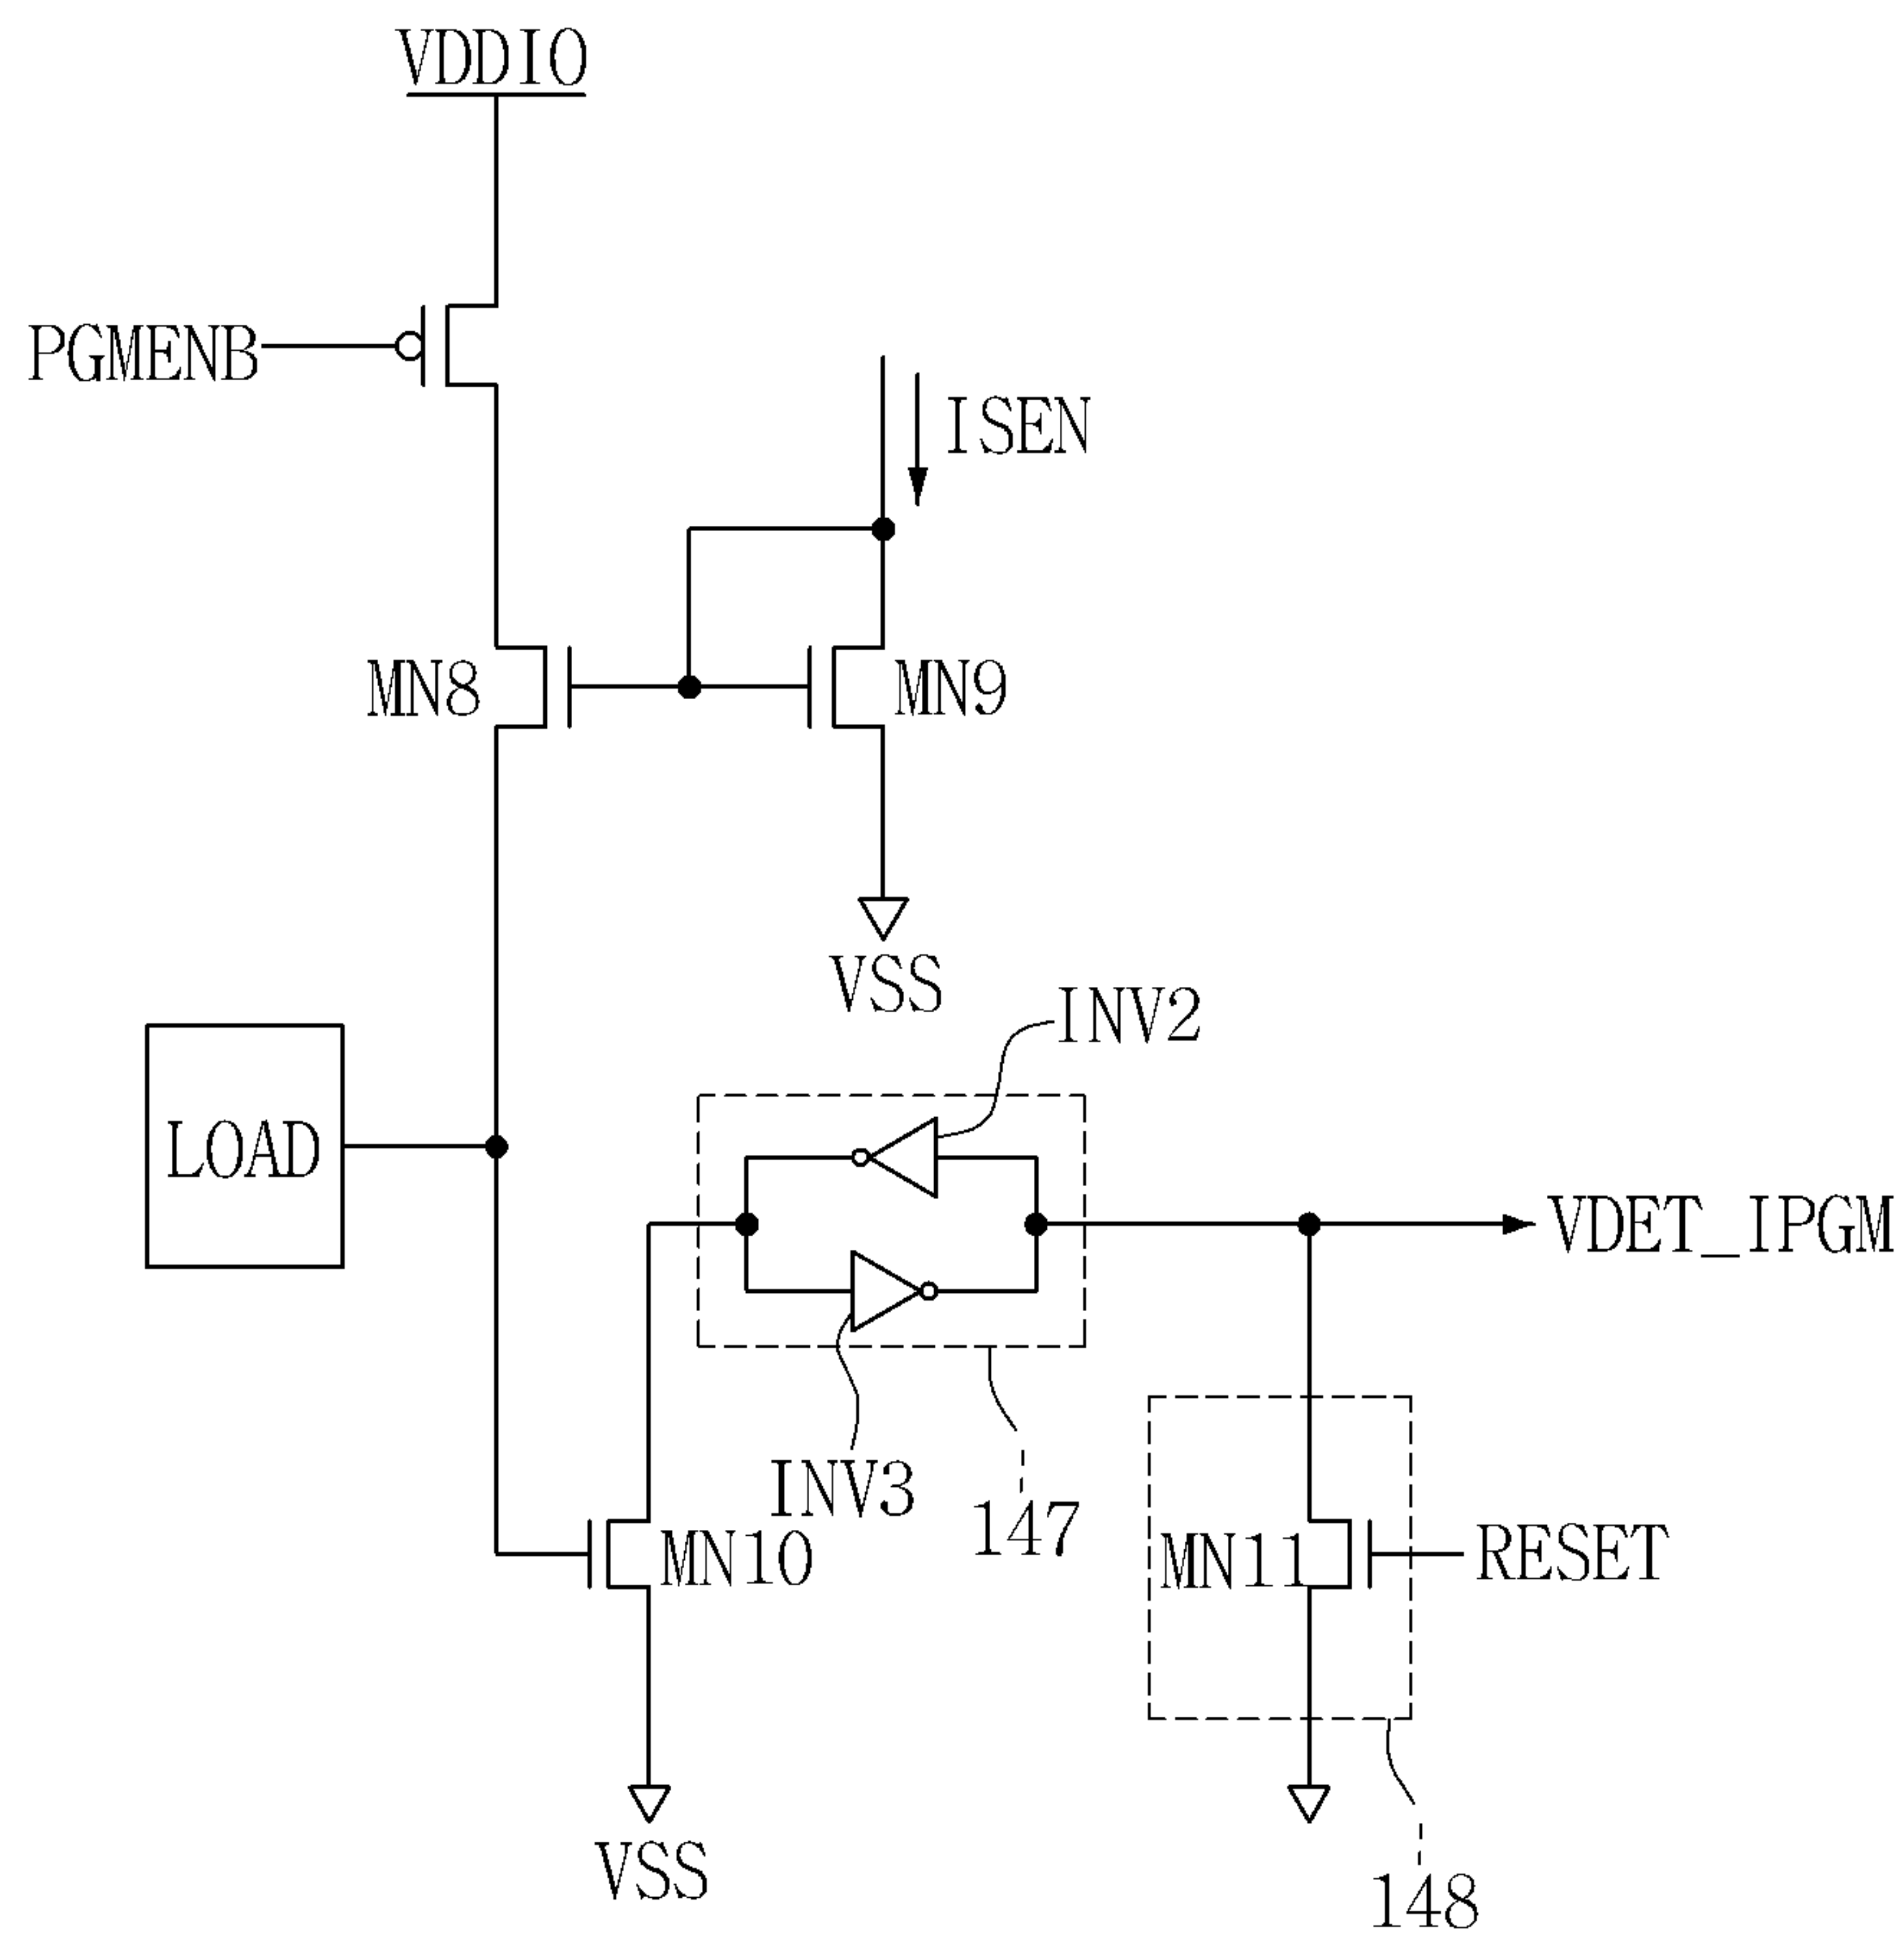 VDDIO
PGMENB
ISEN
MN8
MN9
VSS
INV2
LOAD
VDET_IPGM
INV3
147
MN10
MN11
RESET
VSS
148